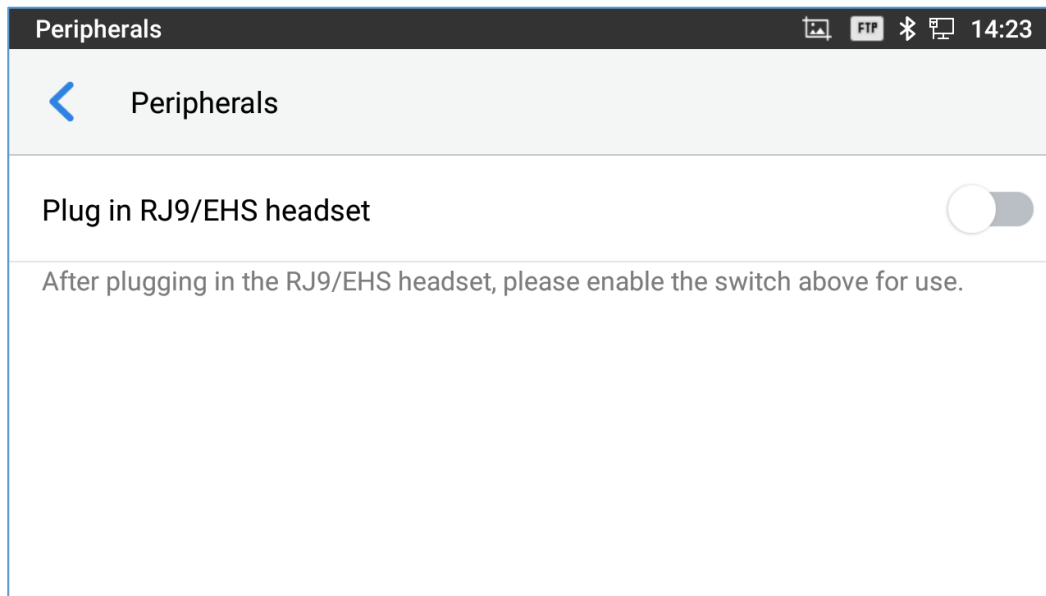 Peripherals FTP 14:23
Peripherals
Plug in RJ9/EHS headset
After plugging in the RJ9/EHS headset, please enable the switch above for use.